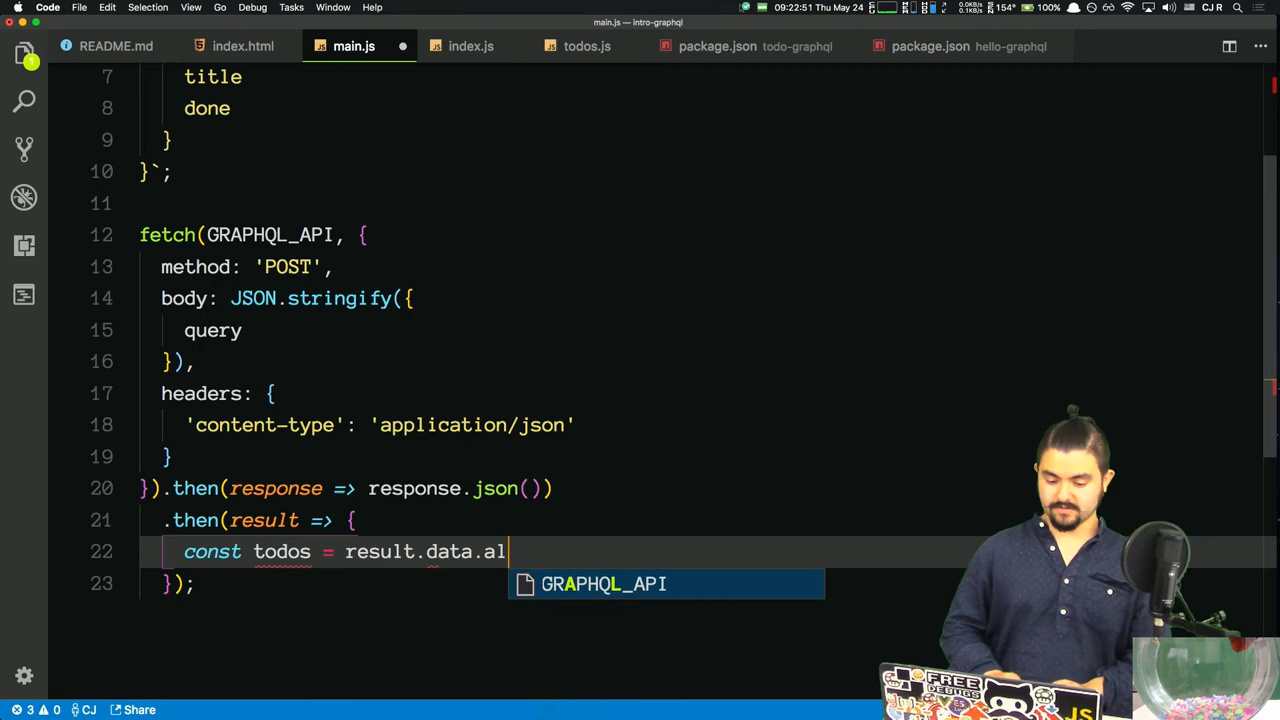 Code File Edit Selection View Go Debug Tasks Window Help
09:22:51 Thu May 24
154° 100% CJ R
main.js — intro-graphql
README.md index.html main.js index.js todos.js package.json todo-graphql package.json hello-graphql
7 title
8 done
9 }
10 }`;
11
12 fetch(GRAPHQL_API, {
13 method: 'POST',
14 body: JSON.stringify({
15 query
16 }),
17 headers: {
18 'content-type': 'application/json'
19 }
20 }).then(response => response.json())
21 .then(result => {
22 const todos = result.data.al
GRAPHQL_API
23 });
3 0 CJ Share
FREE
DEBUGS
JS